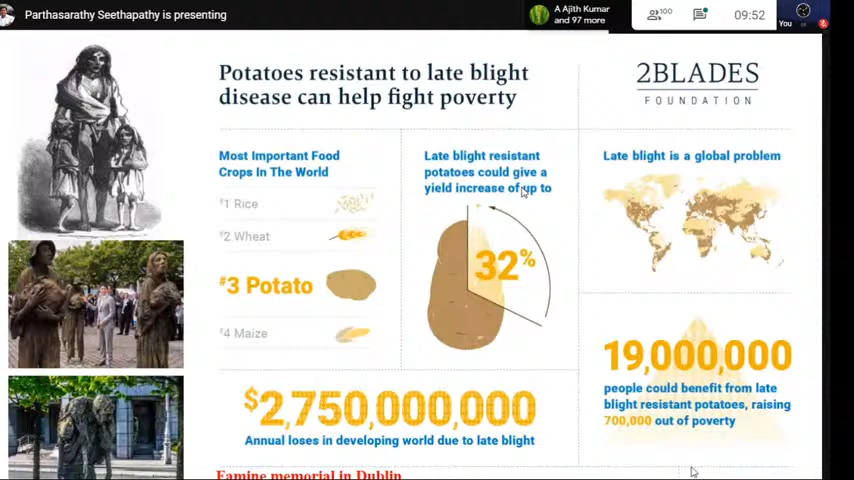 Parthasarathy Seethapathy is presenting
A Ajith Kumar
and 97 more
100
09:52
You
Potatoes resistant to late blight
disease can help fight poverty
2BLADES
FOUNDATION
Most Important Food
Crops In The World
#1 Rice
#2 Wheat
#3 Potato
#4 Maize
Late blight resistant
potatoes could give a
yield increase of up to
32%
Late blight is a global problem
$2,750,000,000
Annual loses in developing world due to late blight
19,000,000
people could benefit from late
blight resistant potatoes, raising
700,000 out of poverty
Famine memorial in Dublin